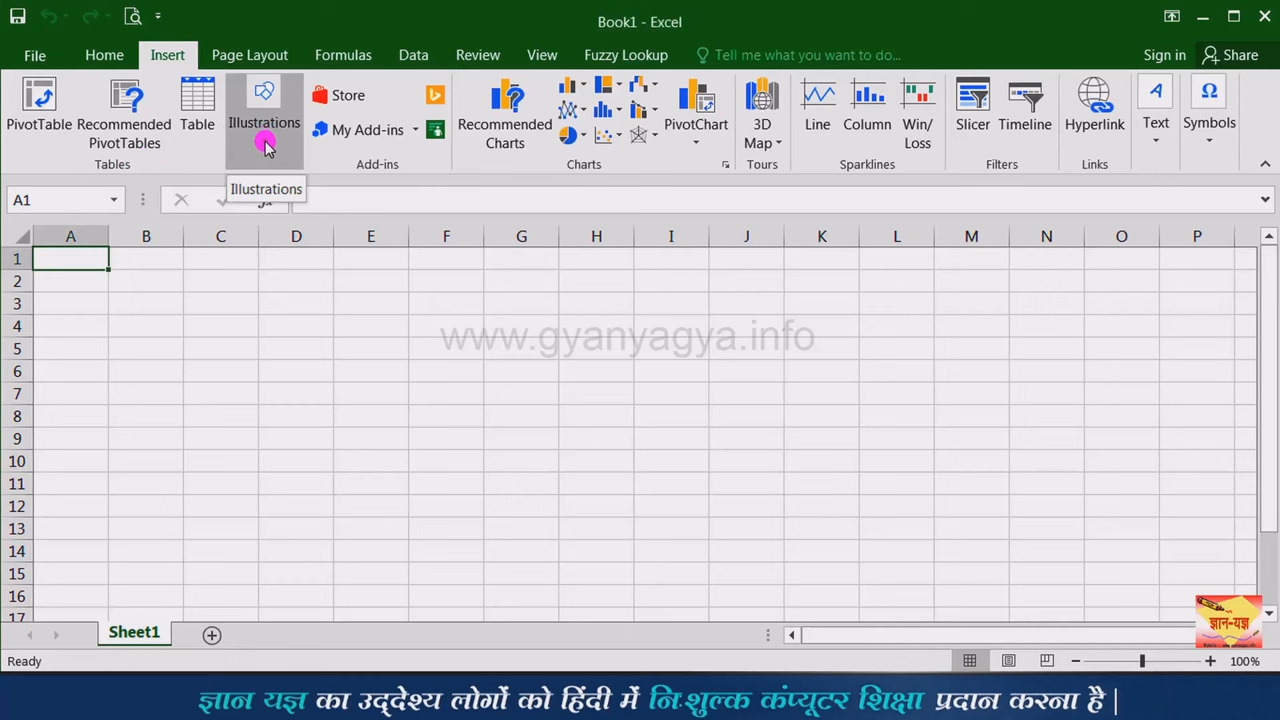 Book1 - Excel
File Home Insert Page Layout Formulas Data Review View Fuzzy Lookup Tell me what you want to do... Sign in Share
PivotTable Recommended PivotTables Table Illustrations Store My Add-ins Recommended Charts PivotChart 3D Map Line Column Win/Loss Slicer Timeline Hyperlink Text Symbols
Tables Add-ins Charts Tours Sparklines Filters Links
Illustrations
A1 fx
A B C D E F G H I J K L M N O P
1
2
3
www.gyanyagya.info
4
5
6
7
8
9
10
11
12
13
14
15
16
17
ज्ञान-यज्ञ
Sheet1
Ready 100%
ज्ञान यज्ञ का उद्देश्य लोगों को हिंदी में निःशुल्क कंप्यूटर शिक्षा प्रदान करना है |